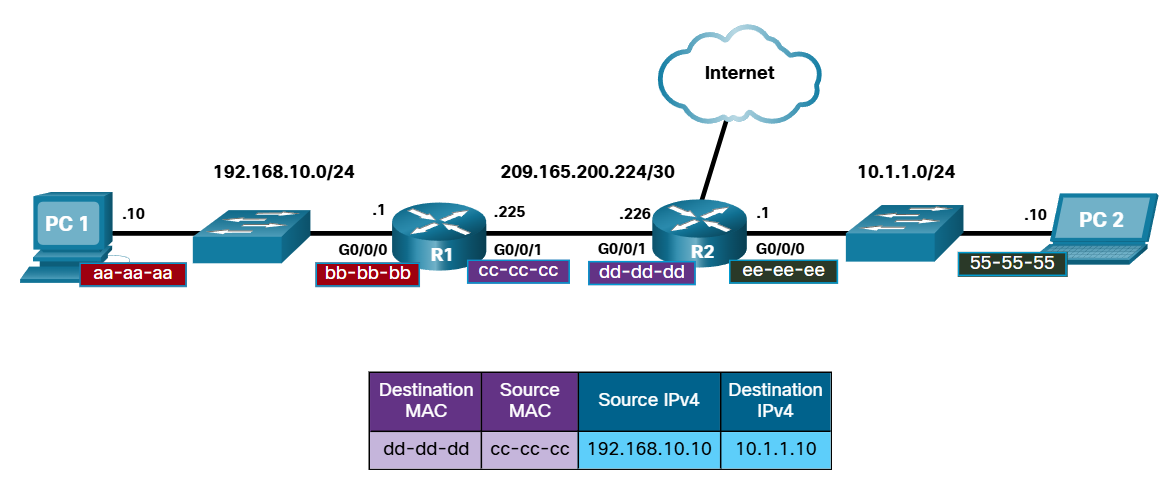 Internet
192.168.10.0/24
209.165.200.224/30
10.1.1.0/24
PC 1
.10
.1
R1
.225
.226
R2
.1
.10
PC 2
G0/0/0
G0/0/1
G0/0/1
G0/0/0
aa-aa-aa
bb-bb-bb
cc-cc-cc
dd-dd-dd
ee-ee-ee
55-55-55
Destination MAC
Source MAC
Source IPv4
Destination IPv4
dd-dd-dd
cc-cc-cc
192.168.10.10
10.1.1.10